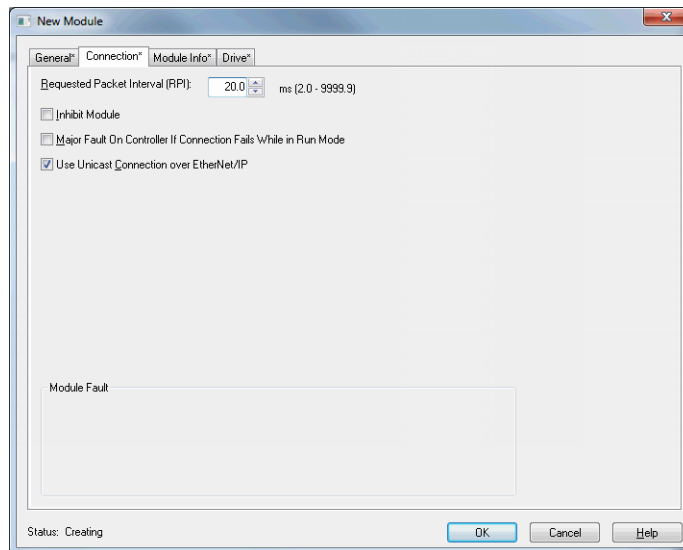 New Module
General* Connection* Module Info* Drive*
Requested Packet Interval (RPI): 20.0 ms (2.0 - 9999.9)
Inhibit Module
Major Fault On Controller If Connection Fails While in Run Mode
Use Unicast Connection over EtherNet/IP
Module Fault
Status: Creating OK Cancel Help